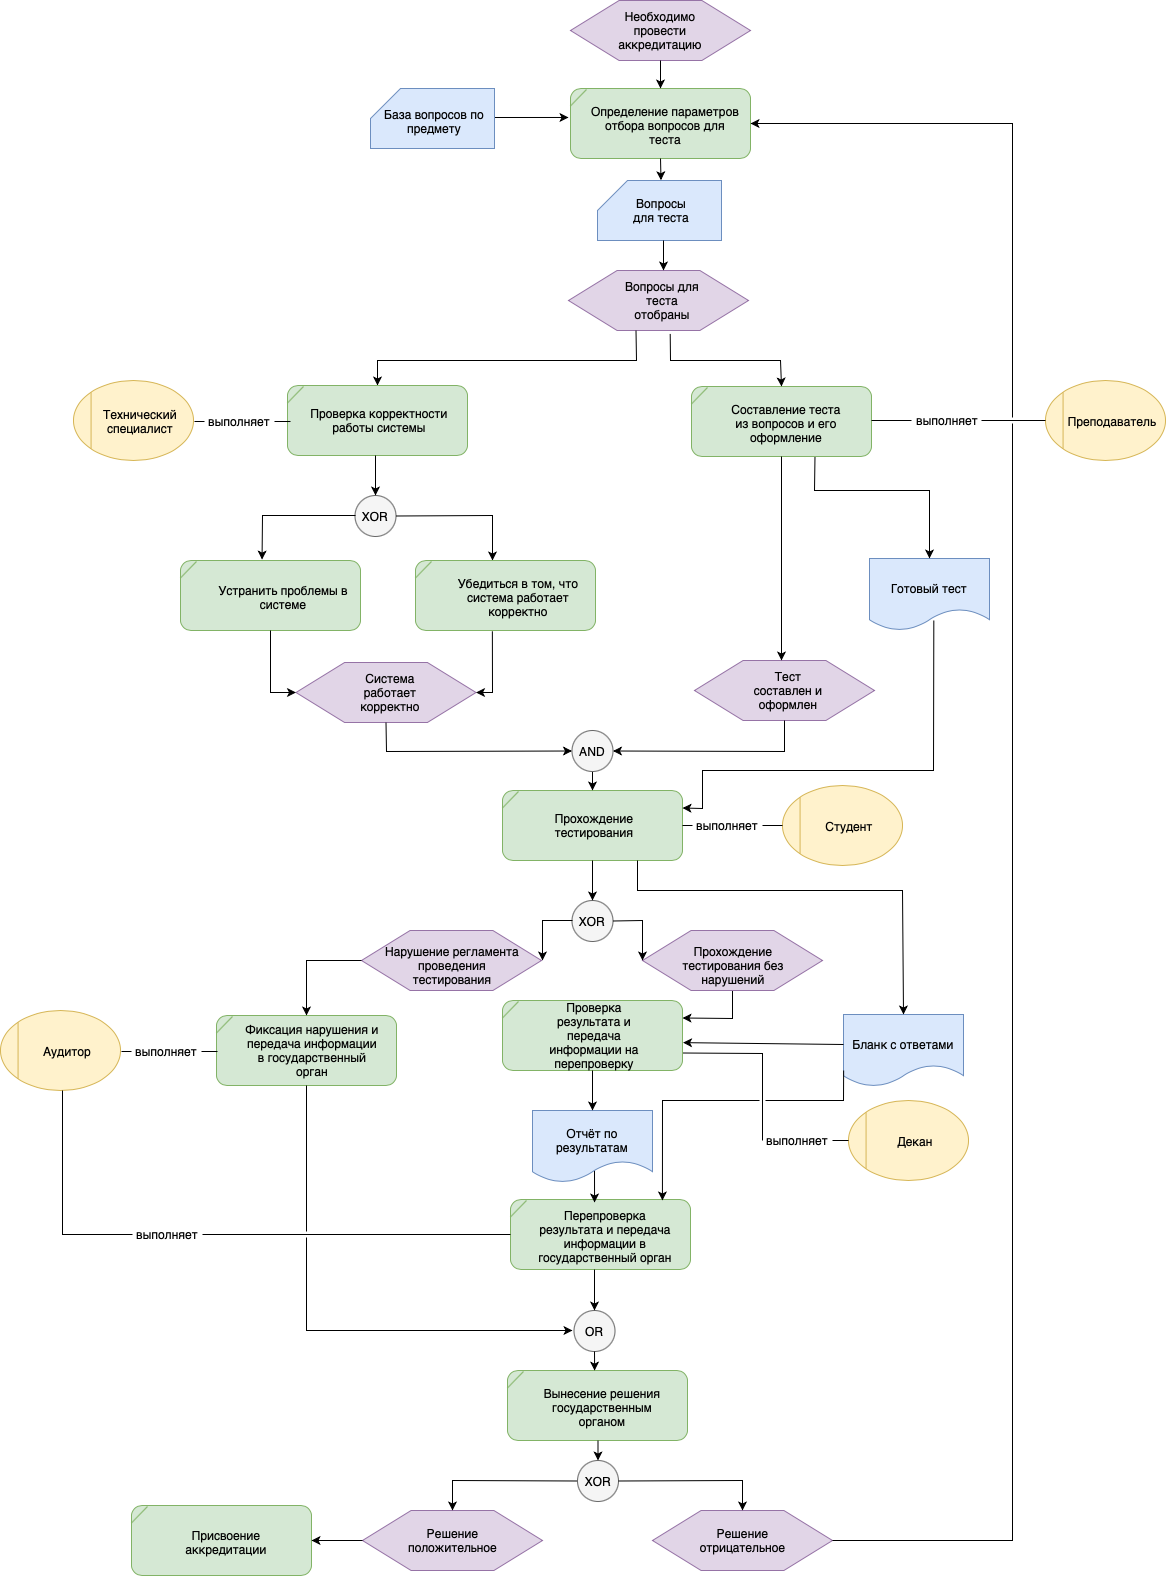 Необходимо
провести
аккредитацию
База вопросов по
предмету
Определение параметров
отбора вопросов для
теста
Вопросы
для теста
Вопросы для
теста
отобраны
Технический
специалист
выполняет
Проверка корректности
работы системы
Составление теста
из вопросов и его
оформление
выполняет
Преподаватель
XOR
Устранить проблемы в
системе
Убедиться в том, что
система работает
корректно
Готовый тест
Система
работает
корректно
Тест
составлен и
оформлен
AND
Прохождение
тестирования
выполняет
Студент
XOR
Нарушение регламента
проведения
тестирования
Прохождение
тестирования без
нарушений
Аудитор
выполняет
Фиксация нарушения и
передача информации
в государственный
орган
Проверка
результата и
передача
информации на
перепроверку
Бланк с ответами
Отчёт по
результатам
выполняет
Декан
выполняет
Перепроверка
результата и передача
информации в
государственный орган
OR
Вынесение решения
государственным
органом
XOR
Присвоение
аккредитации
Решение
положительное
Решение
отрицательное